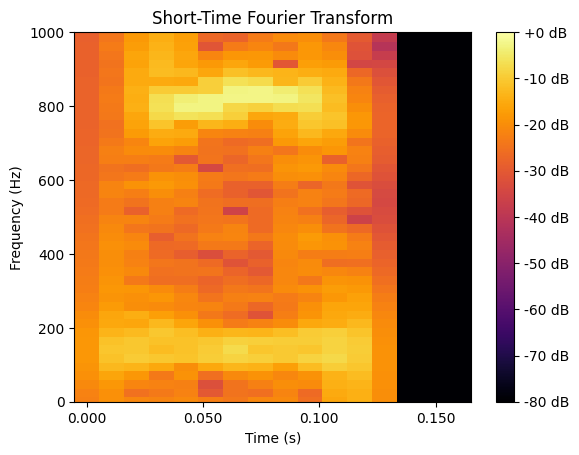 Short-Time Fourier Transform
Frequency (Hz)
1000
800
600
400
200
0
0.000
0.050
0.100
0.150
Time (s)
+0 dB
-10 dB
-20 dB
-30 dB
-40 dB
-50 dB
-60 dB
-70 dB
-80 dB